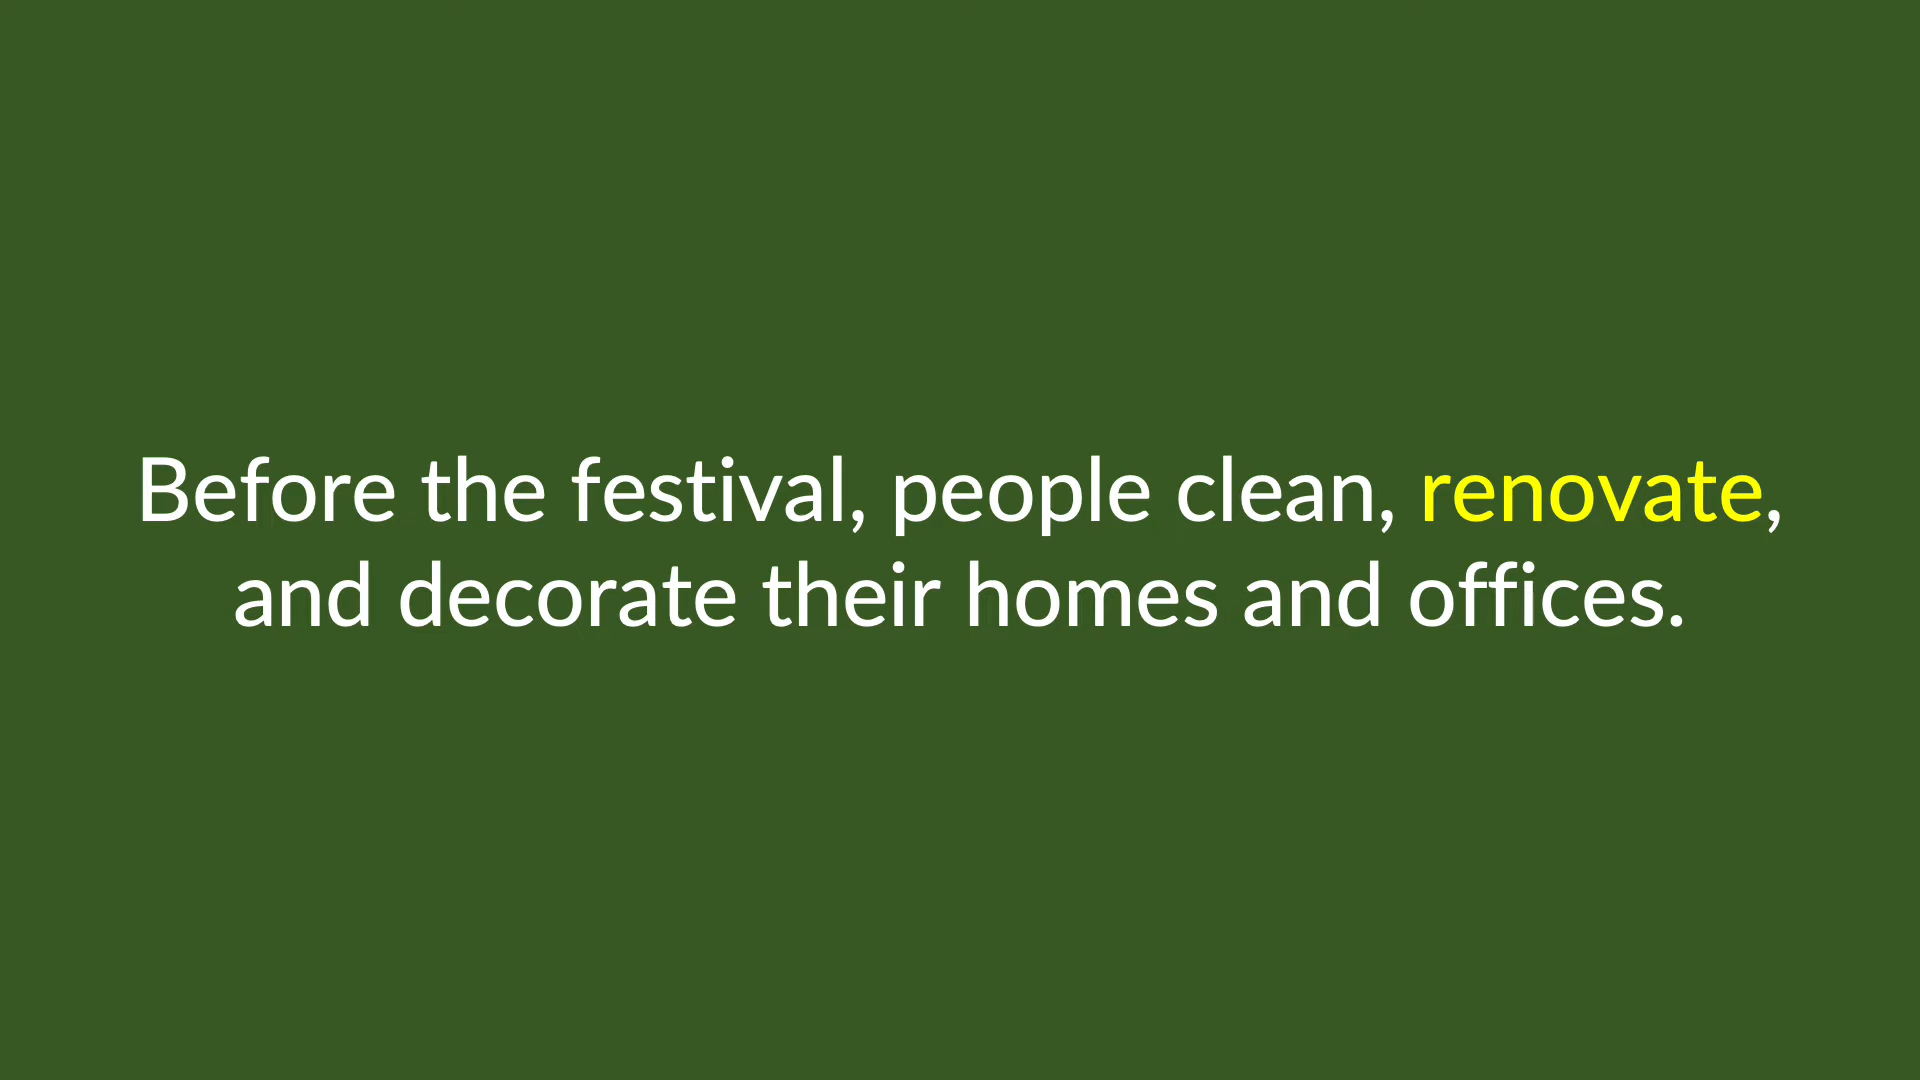 Before the festival, people clean, renovate,
and decorate their homes and offices.